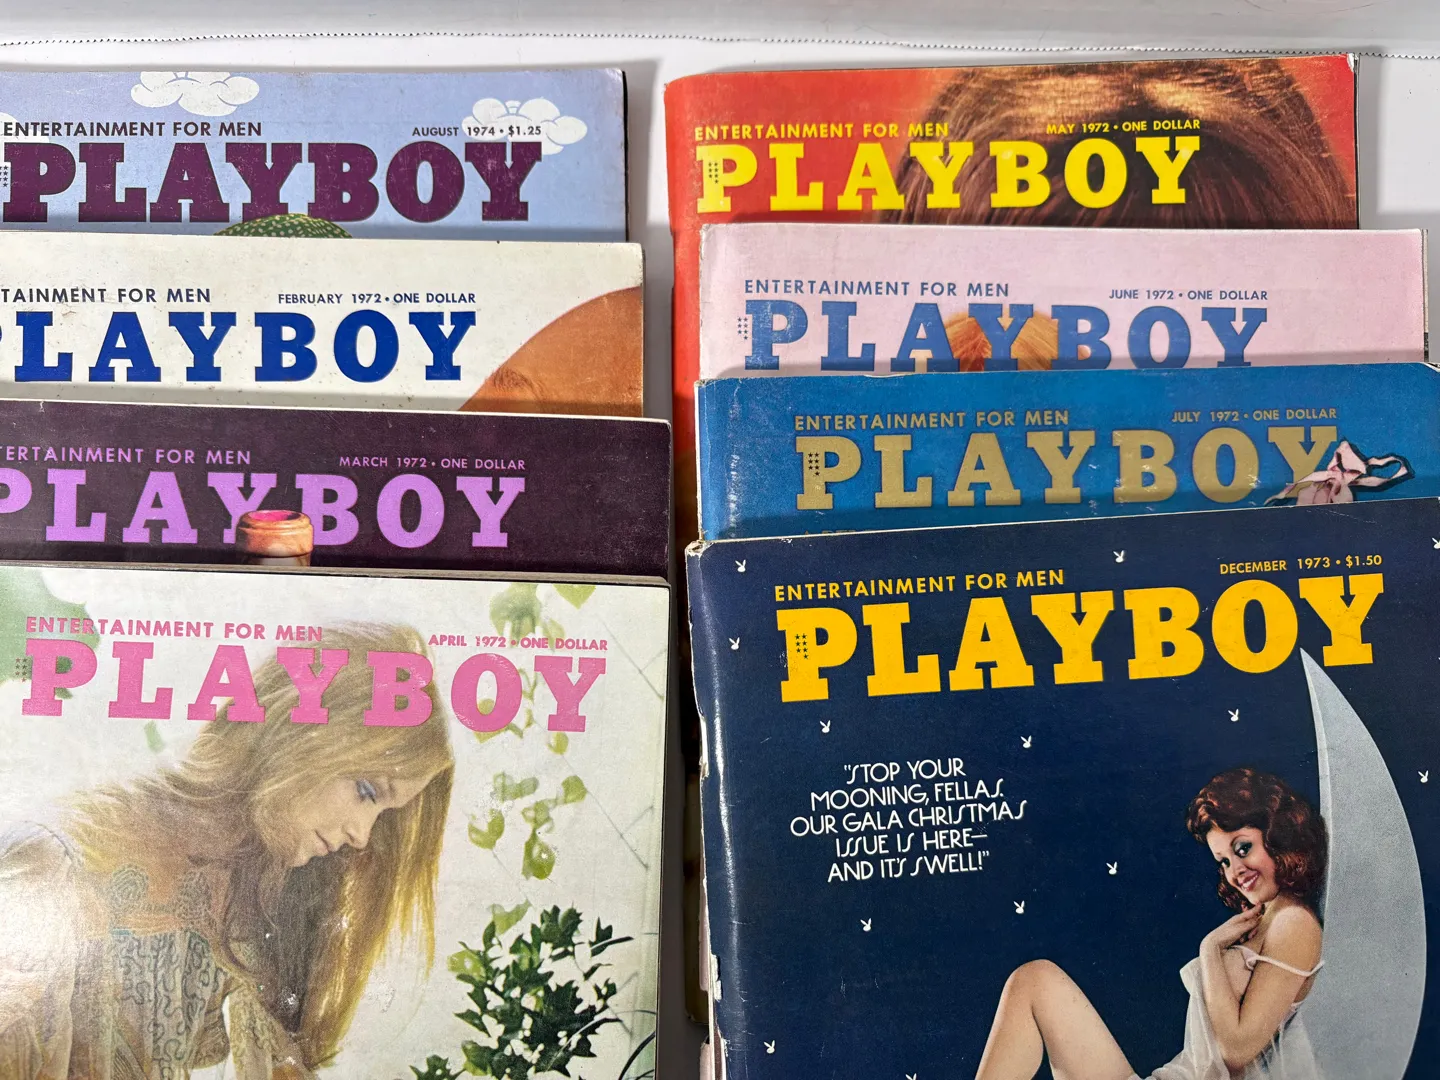 ENTERTAINMENT FOR MEN
AUGUST 1974 • $1.25
PLAYBOY
TAINMENT FOR MEN
FEBRUARY 1972 • ONE DOLLAR
PLAYBOY
TERTAINMENT FOR MEN
MARCH 1972 • ONE DOLLAR
PLAYBOY
ENTERTAINMENT FOR MEN
APRIL 1972 • ONE DOLLAR
PLAYBOY
ENTERTAINMENT FOR MEN
MAY 1972 • ONE DOLLAR
PLAYBOY
ENTERTAINMENT FOR MEN
JUNE 1972 • ONE DOLLAR
PLAYBOY
ENTERTAINMENT FOR MEN
JULY 1972 • ONE DOLLAR
PLAYBOY
ENTERTAINMENT FOR MEN
DECEMBER 1973 • $1.50
PLAYBOY
"STOP YOUR
MOONING, FELLAS.
OUR GALA CHRISTMAS
ISSUE IS HERE—
AND IT'S SWELL!"